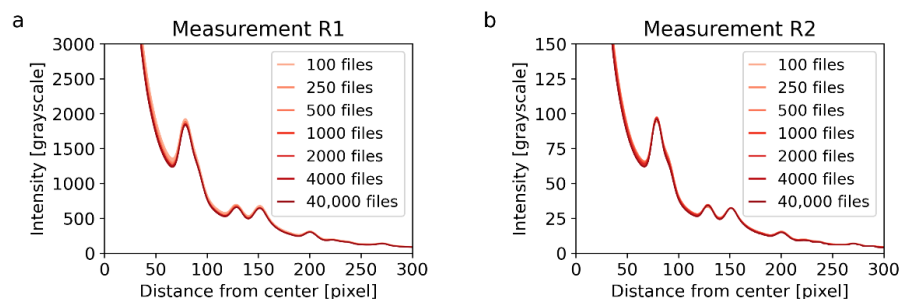 a
Measurement R1
3000
2500
2000
1500
1000
500
0
Intensity [grayscale]
100 files
250 files
500 files
1000 files
2000 files
4000 files
40,000 files
0 50 100 150 200 250 300
Distance from center [pixel]
b
Measurement R2
150
125
100
75
50
25
0
Intensity [grayscale]
100 files
250 files
500 files
1000 files
2000 files
4000 files
40,000 files
0 50 100 150 200 250 300
Distance from center [pixel]